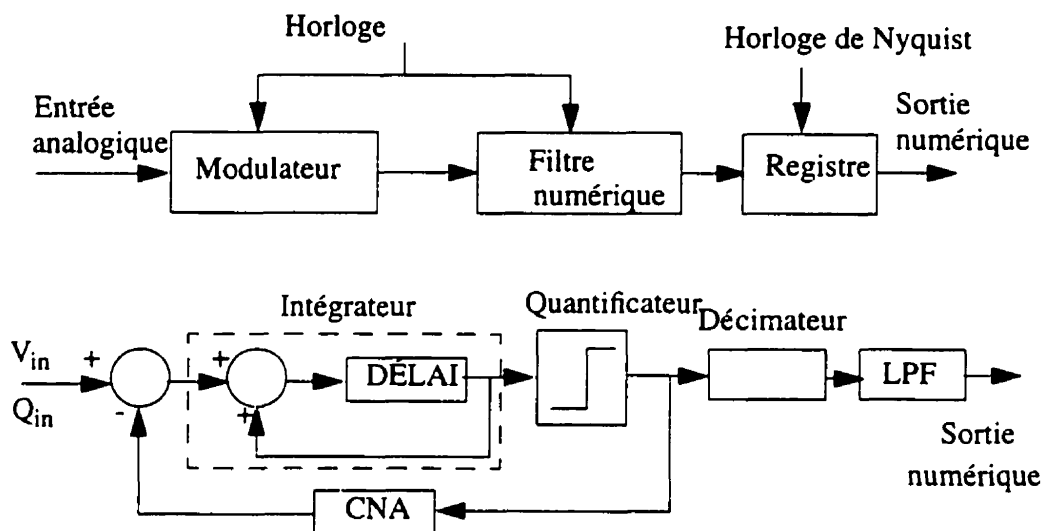 Horloge
Horloge de Nyquist
Entrée
analogique
Modulateur
Filtre
numérique
Registre
Sortie
numérique
Intégrateur
Quantificateur
Décimateur
V_in
Q_in
+
-
+
+
DÉLAI
LPF
CNA
Sortie
numérique